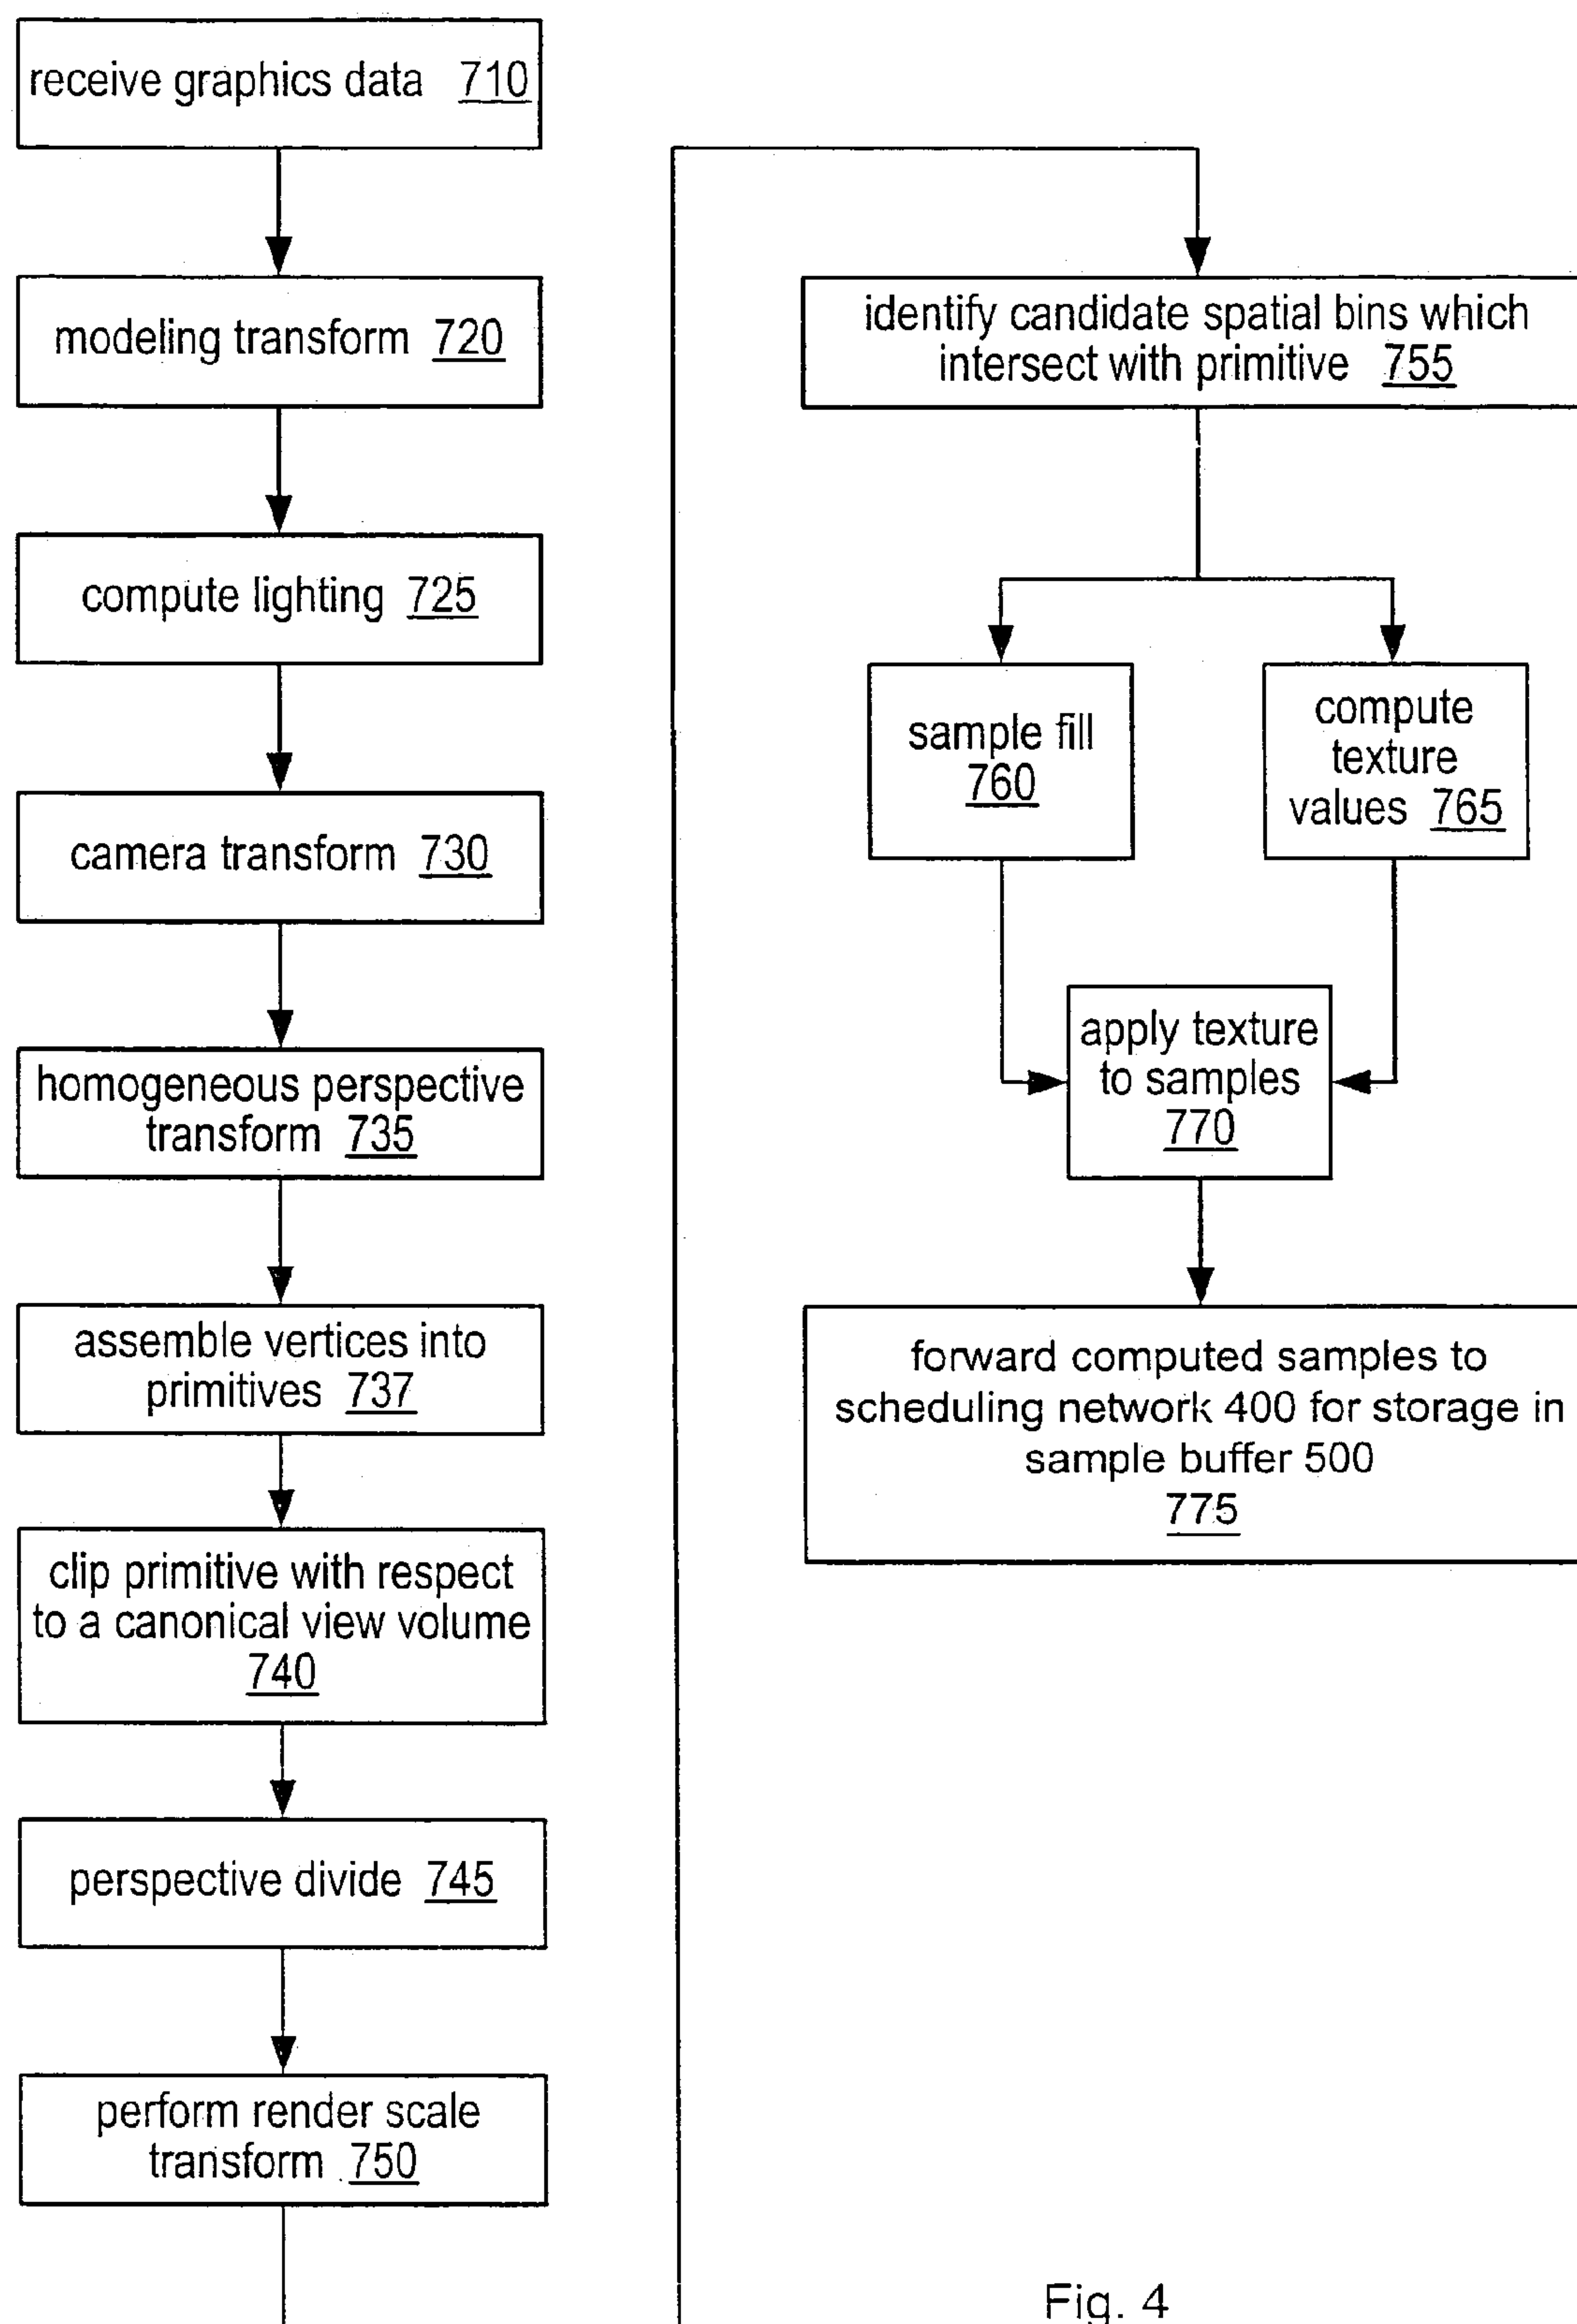 receive graphics data 710
modeling transform 720
compute lighting 725
camera transform 730
homogeneous perspective
transform 735
assemble vertices into
primitives 737
clip primitive with respect
to a canonical view volume
740
perspective divide 745
perform render scale
transform 750
identify candidate spatial bins which
intersect with primitive 755
sample fill
760
compute
texture
values 765
apply texture
to samples
770
forward computed samples to
scheduling network 400 for storage in
sample buffer 500
775
Fig. 4